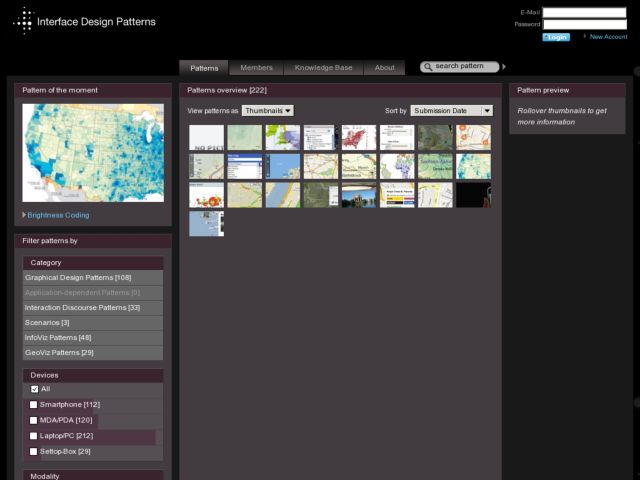 Interface Design Patterns
E-Mail
Password
Login
New Account
Patterns
Members
Knowledge Base
About
search pattern
Pattern of the moment
Brightness Coding
Filter patterns by
Category
Graphical Design Patterns [108]
Application-dependent Patterns [0]
Interaction Discourse Patterns [33]
Scenarios [3]
InfoViz Patterns [48]
GeoViz Patterns [29]
Devices
All
Smartphone [112]
MDA/PDA [120]
Laptop/PC [212]
Settop-Box [29]
Modality
Patterns overview [222]
View patterns as Thumbnails
Sort by Submission Date
NO PICT
Pattern preview
Rollover thumbnails to get
more information